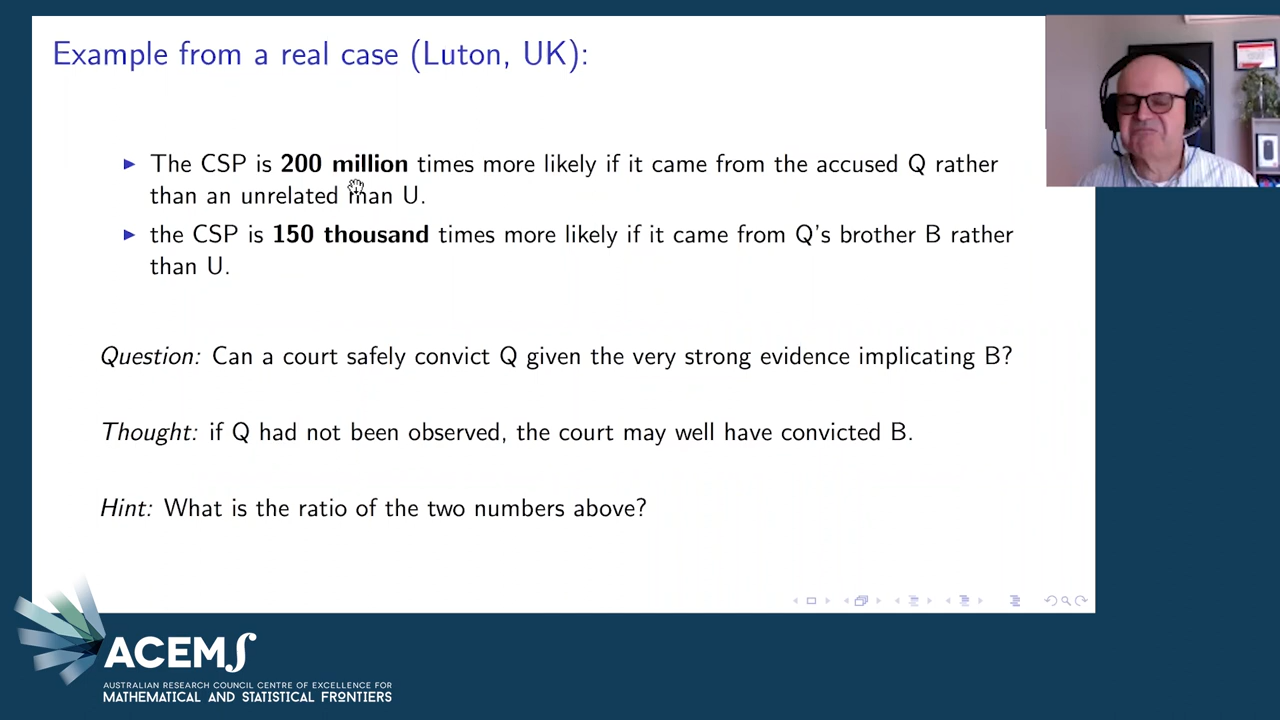 Example from a real case (Luton, UK):
▶ The CSP is 200 million times more likely if it came from the accused Q rather
than an unrelated man U.
▶ the CSP is 150 thousand times more likely if it came from Q's brother B rather
than U.
Question: Can a court safely convict Q given the very strong evidence implicating B?
Thought: if Q had not been observed, the court may well have convicted B.
Hint: What is the ratio of the two numbers above?
ACEMS
AUSTRALIAN RESEARCH COUNCIL CENTRE OF EXCELLENCE FOR
MATHEMATICAL AND STATISTICAL FRONTIERS